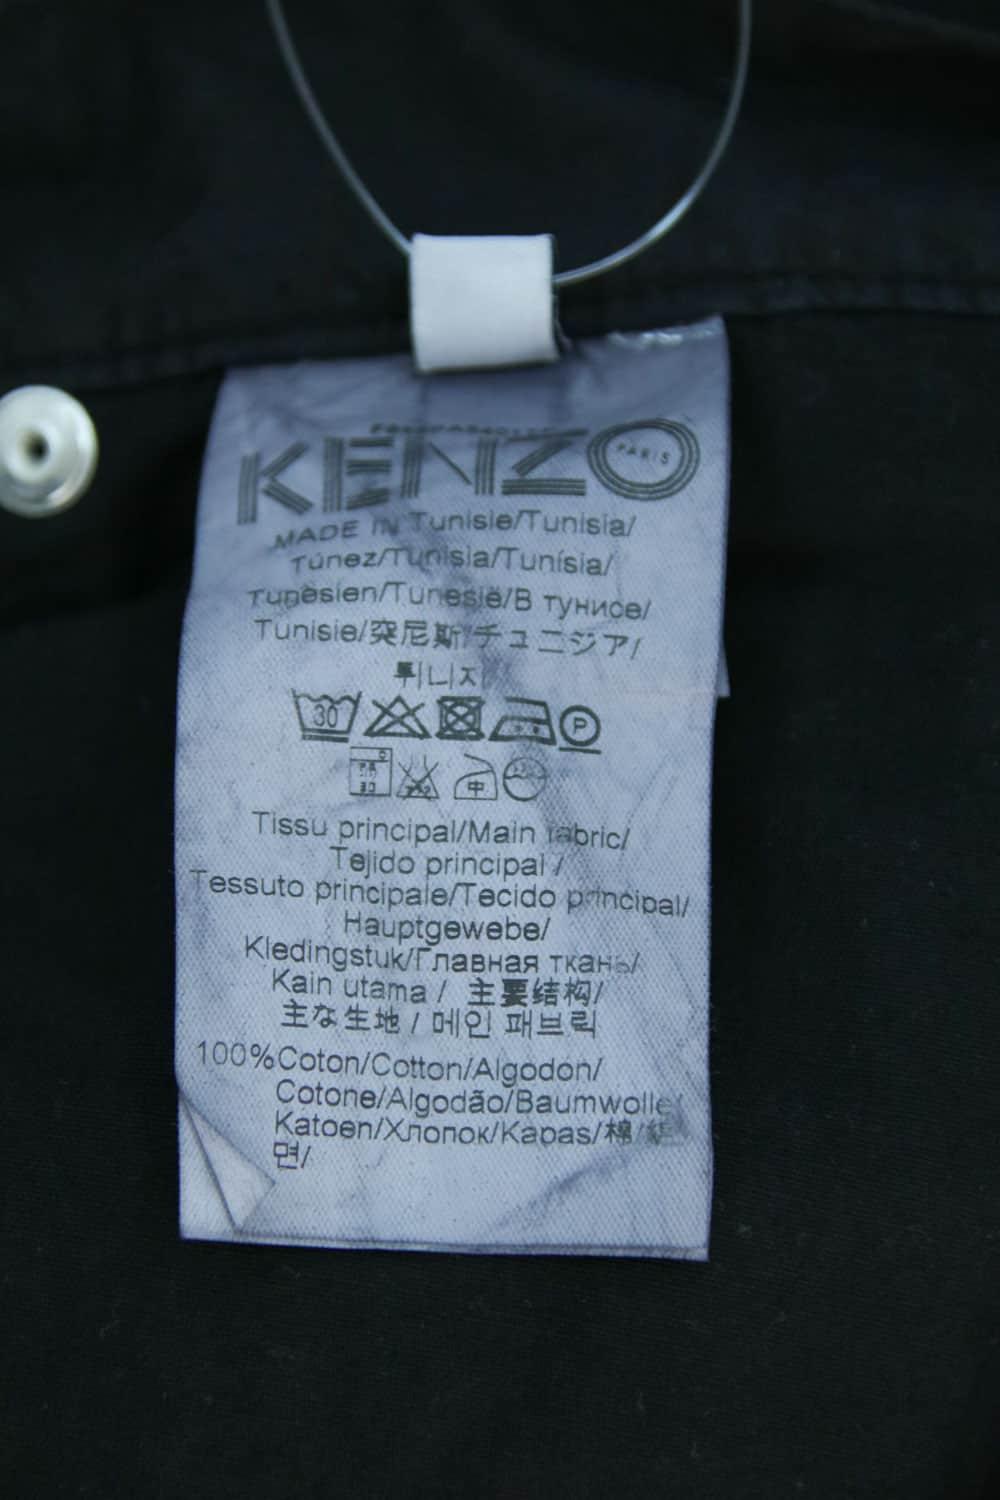 KENZO
PARIS
MADE IN Tunisie/Tunisia/
Túnez/Tunisia/Tunísia/
Tunesien/Tunesië/В тунисе/
Tunisie/突尼斯/チュニジア/
튀니지
30
P
中
Tissu principal/Main fabric/
Tejido principal /
Tessuto principale/Tecido principal/
Hauptgewebe/
Kledingstuk/Главная ткань/
Kain utama / 主要结构/
主な生地 / 메인 패브릭
100%Coton/Cotton/Algodon/
Cotone/Algodão/Baumwolle/
Katoen/Хлопок/Kapas/棉/
면/